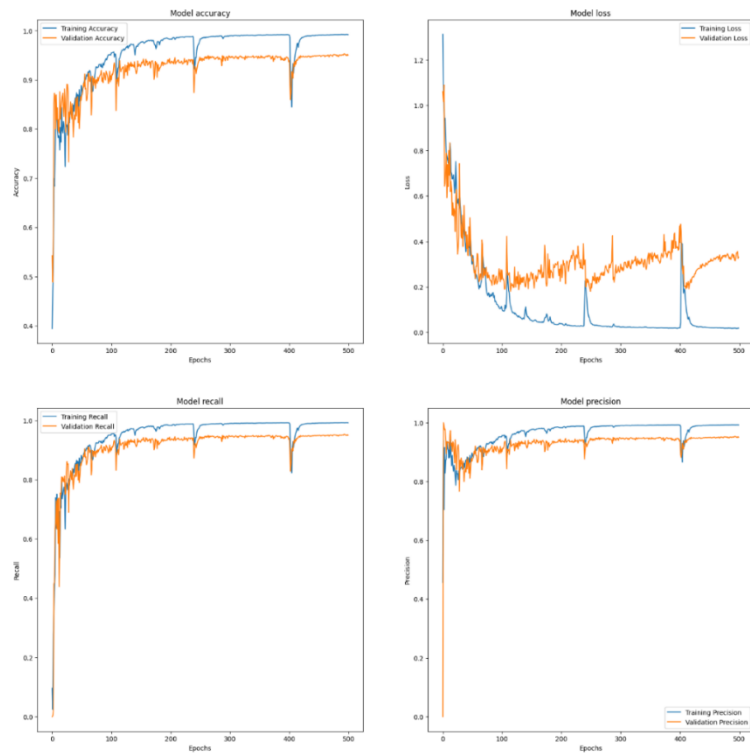 Model accuracy
Training Accuracy
Validation Accuracy
1.0
0.9
0.8
0.7
0.6
0.5
0.4
Accuracy
0
100
200
300
400
500
Epochs
Model loss
Training Loss
Validation Loss
1.2
1.0
0.8
0.6
0.4
0.2
0.0
Loss
0
100
200
300
400
500
Epochs
Model recall
Training Recall
Validation Recall
1.0
0.8
0.6
0.4
0.2
0.0
Recall
0
100
200
300
400
500
Epochs
Model precision
1.0
0.8
0.6
0.4
0.2
0.0
Precision
Training Precision
Validation Precision
0
100
200
300
400
500
Epochs